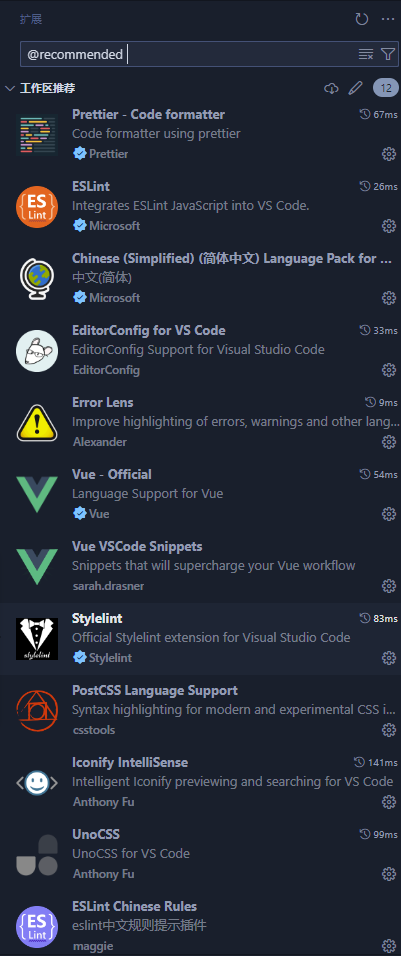 扩展
@recommended
工作区推荐
12
Prettier - Code formatter
67ms
Code formatter using prettier
Prettier
ES
Lint
ESLint
26ms
Integrates ESLint JavaScript into VS Code.
Microsoft
Chinese (Simplified) (简体中文) Language Pack for ...
中文(简体)
Microsoft
EditorConfig for VS Code
33ms
EditorConfig Support for Visual Studio Code
EditorConfig
Error Lens
9ms
Improve highlighting of errors, warnings and other lang...
Alexander
Vue - Official
54ms
Language Support for Vue
Vue
Vue VSCode Snippets
Snippets that will supercharge your Vue workflow
sarah.drasner
stylelint
Stylelint
83ms
Official Stylelint extension for Visual Studio Code
Stylelint
PostCSS Language Support
Syntax highlighting for modern and experimental CSS i...
csstools
Iconify IntelliSense
141ms
Intelligent Iconify previewing and searching for VS Code
Anthony Fu
UnoCSS
99ms
UnoCSS for VS Code
Anthony Fu
ES
Lint
ESLint Chinese Rules
eslint中文规则提示插件
maggie